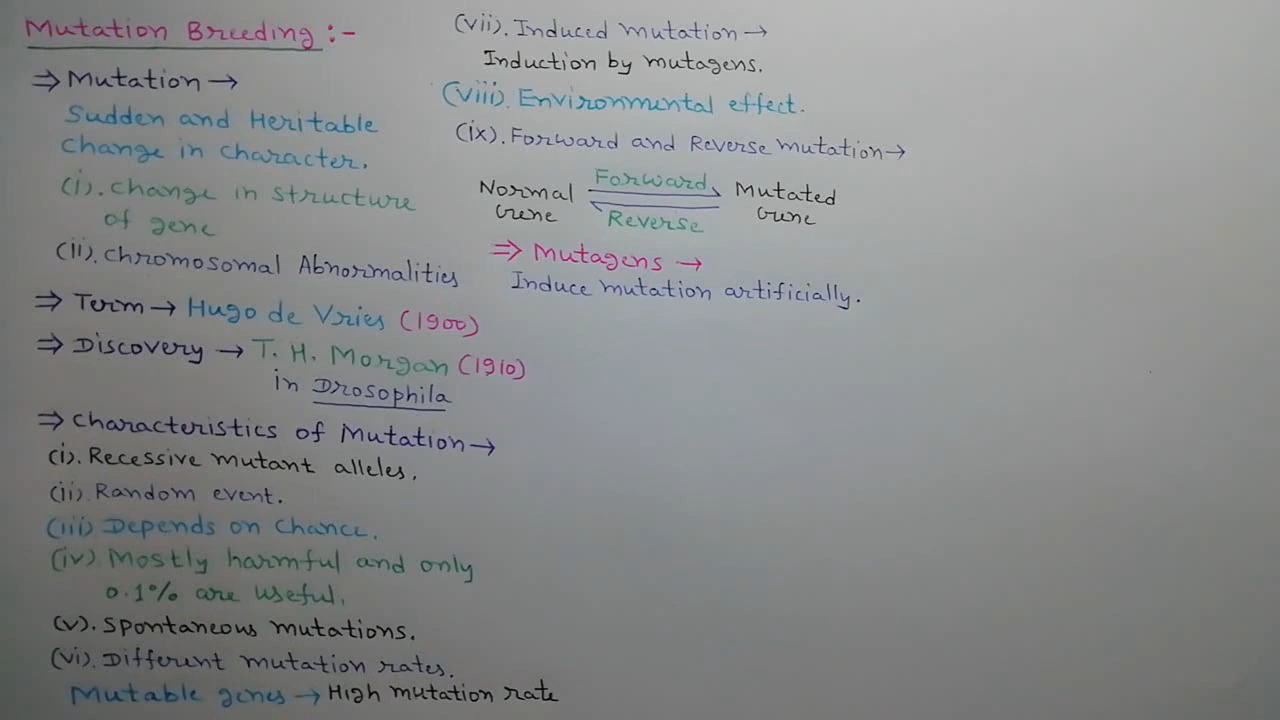 Mutation Breeding :-
⇒ Mutation →
Sudden and Heritable
change in character.
(i). change in structure
of gene
(ii). Chromosomal Abnormalities
⇒ Term → Hugo de Vries (1900)
⇒ Discovery → T. H. Morgan (1910)
in Drosophila
⇒ Characteristics of Mutation →
(i). Recessive mutant alleles.
(ii). Random event.
(iii) Depends on Chance.
(iv). Mostly harmful and only
0.1% are useful.
(v). Spontaneous mutations.
(vi). Different mutation rates.
Mutable genes → High mutation rate
(vii). Induced mutation →
Induction by mutagens.
(viii). Environmental effect.
(ix). Forward and Reverse mutation →
Normal Gene Forward Reverse Mutated Gene
⇒ Mutagens →
Induce mutation artificially.